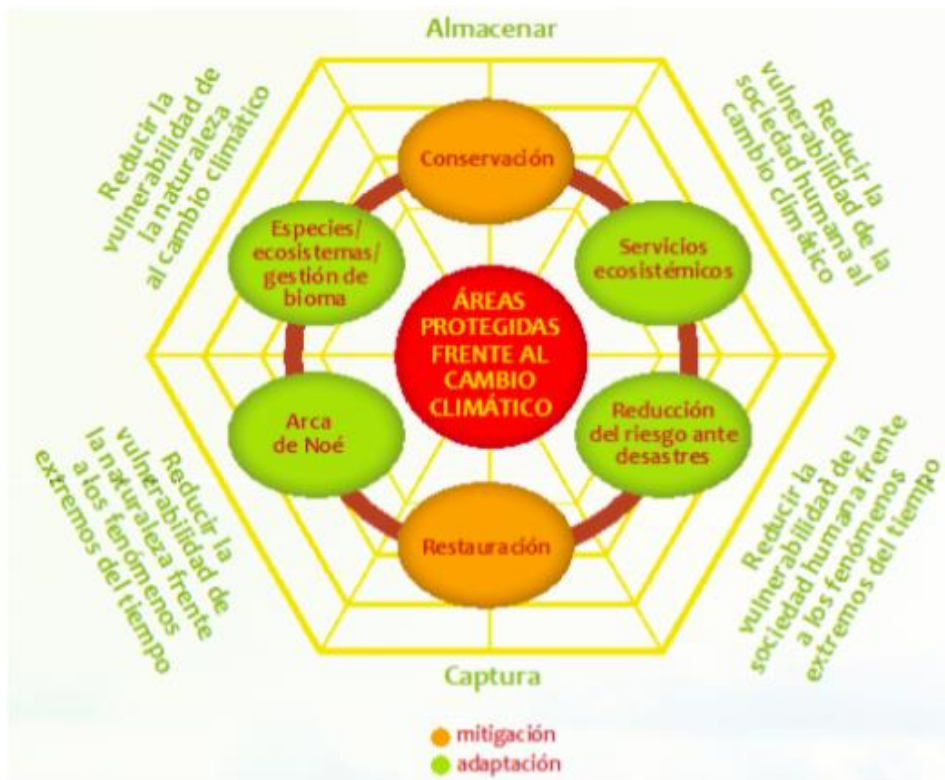 Almacenar
Reducir la
vulnerabilidad de
la naturaleza
al cambio climático
Reducir la
vulnerabilidad de la
sociedad humana al
cambio climático
Conservación
Especies/
ecosistemas/
gestión de
bioma
Servicios
ecosistémicos
ÁREAS
PROTEGIDAS
FRENTE AL
CAMBIO
CLIMÁTICO
Arca
de Noé
Reducción
del riesgo ante
desastres
Restauración
Reducir la
vulnerabilidad de
la naturaleza frente
a los fenómenos
extremos del tiempo
Reducir la
vulnerabilidad de la
sociedad humana frente
a los fenómenos
extremos del tiempo
Captura
mitigación
adaptación